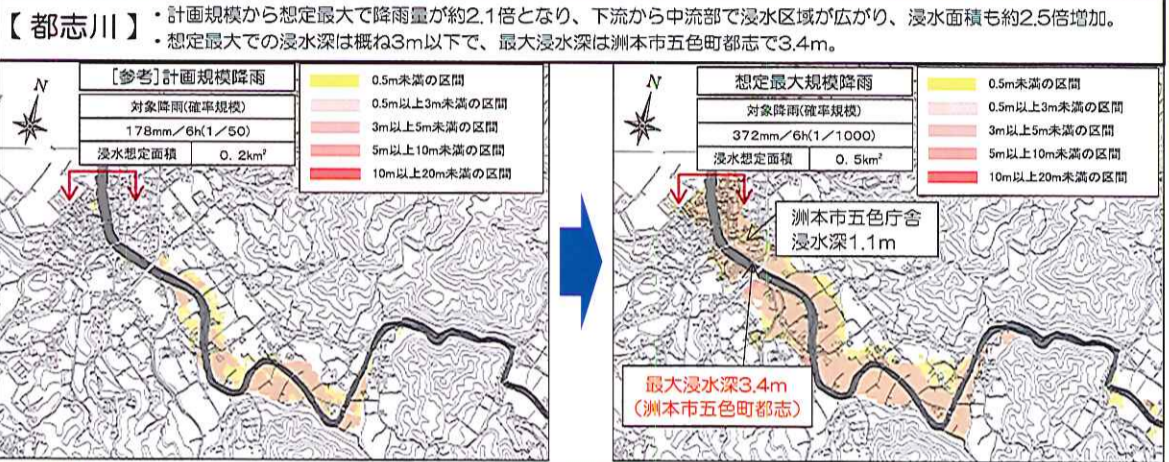 【都志川】
・計画規模から想定最大で降雨量が約2.1倍となり、下流から中流部で浸水区域が広がり、浸水面積も約2.5倍増加。
・想定最大での浸水深は概ね3m以下で、最大浸水深は洲本市五色町都志で3.4m。
N
[参考]計画規模降雨
対象降雨(確率規模)
178mm/6h(1/50)
浸水想定面積 0.2km²
0.5m未満の区間
0.5m以上3m未満の区間
3m以上5m未満の区間
5m以上10m未満の区間
10m以上20m未満の区間
N
想定最大規模降雨
対象降雨(確率規模)
372mm/6h(1/1000)
浸水想定面積 0.5km²
0.5m未満の区間
0.5m以上3m未満の区間
3m以上5m未満の区間
5m以上10m未満の区間
10m以上20m未満の区間
洲本市五色庁舎
浸水深1.1m
最大浸水深3.4m
(洲本市五色町都志)